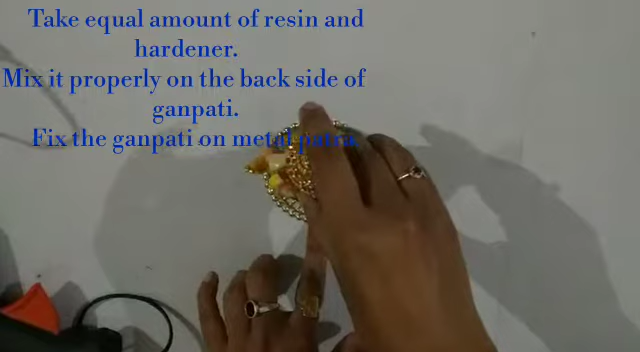 Take equal amount of resin and
hardener.
Mix it properly on the back side of
ganpati.
Fix the ganpati on metal patra.